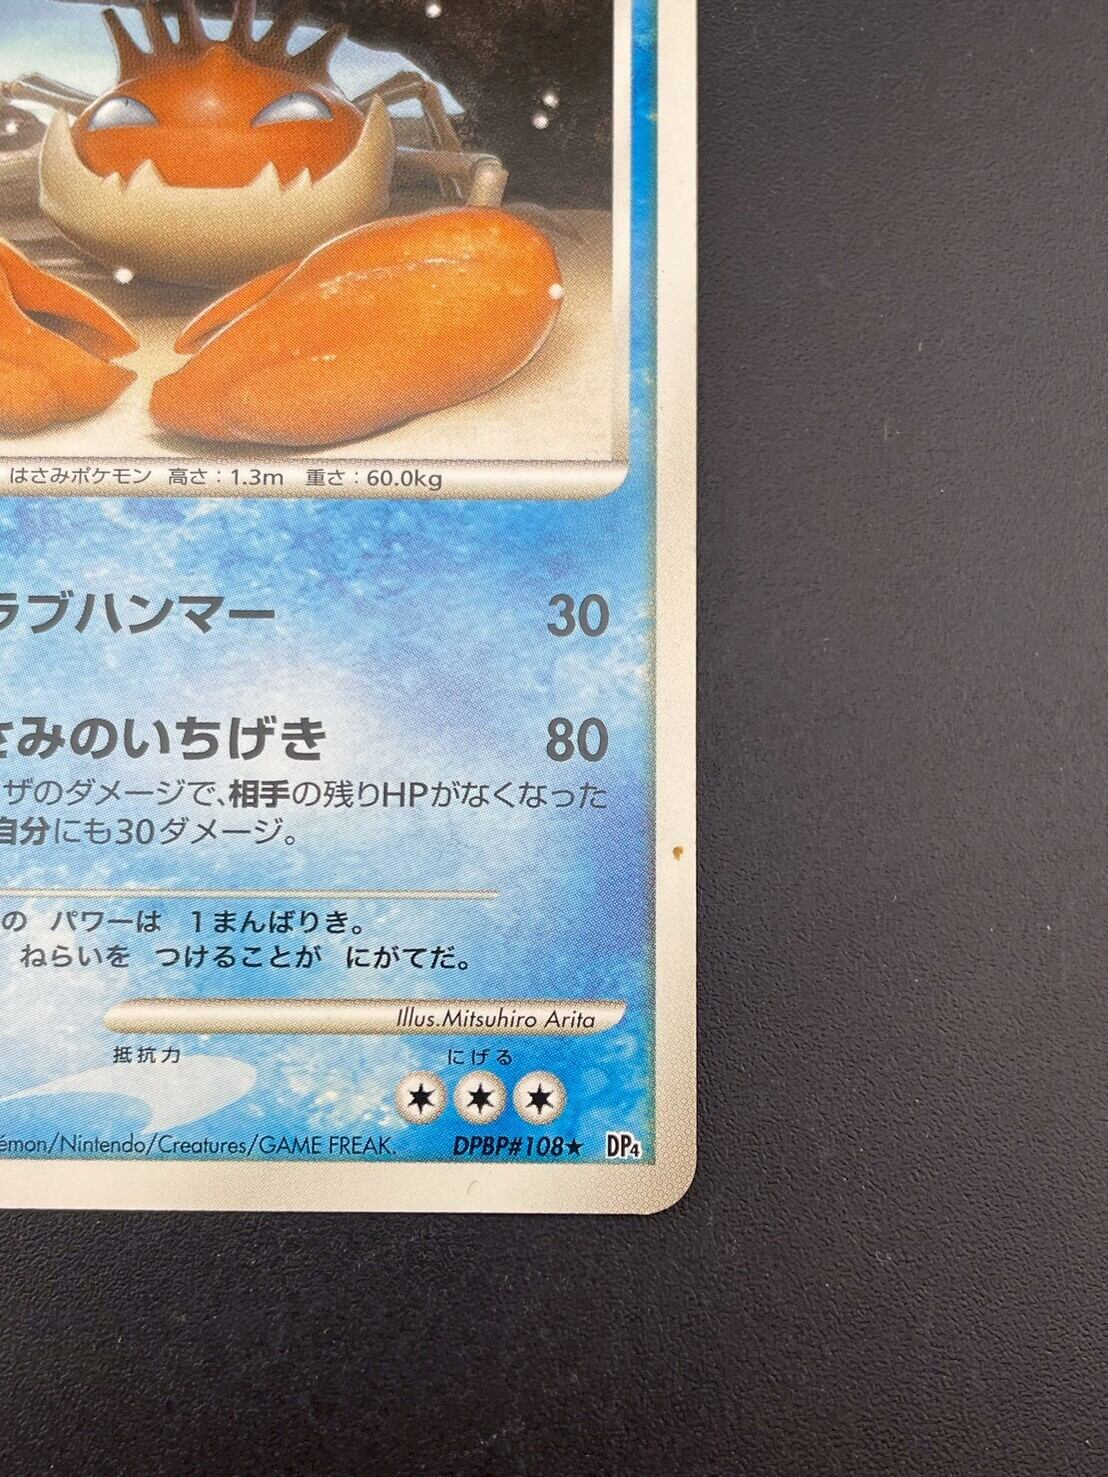 はさみポケモン 高さ：1.3m 重さ：60.0kg
ラブハンマー 30
さみのいちげき 80
ザのダメージで、相手の残りHPがなくなった
自分にも30ダメージ。
の パワーは 1まんばりき。
ねらいを つけることが にがてだ。
Illus.Mitsuhiro Arita
抵抗力 にげる
émon/Nintendo/Creatures/GAME FREAK. DPBP#108★ DP4